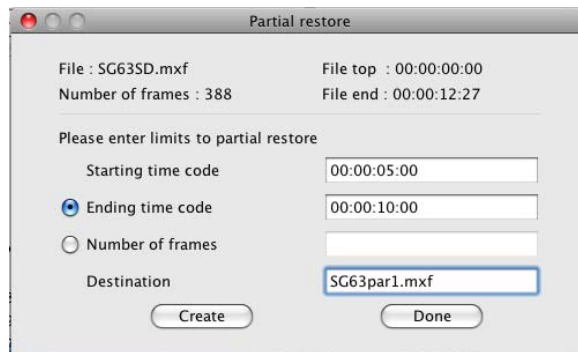 Partial restore
File : SG63SD.mxf
File top : 00:00:00:00
Number of frames : 388
File end : 00:00:12:27
Please enter limits to partial restore
Starting time code 00:00:05:00
Ending time code 00:00:10:00
Number of frames
Destination SG63par1.mxf
Create Done